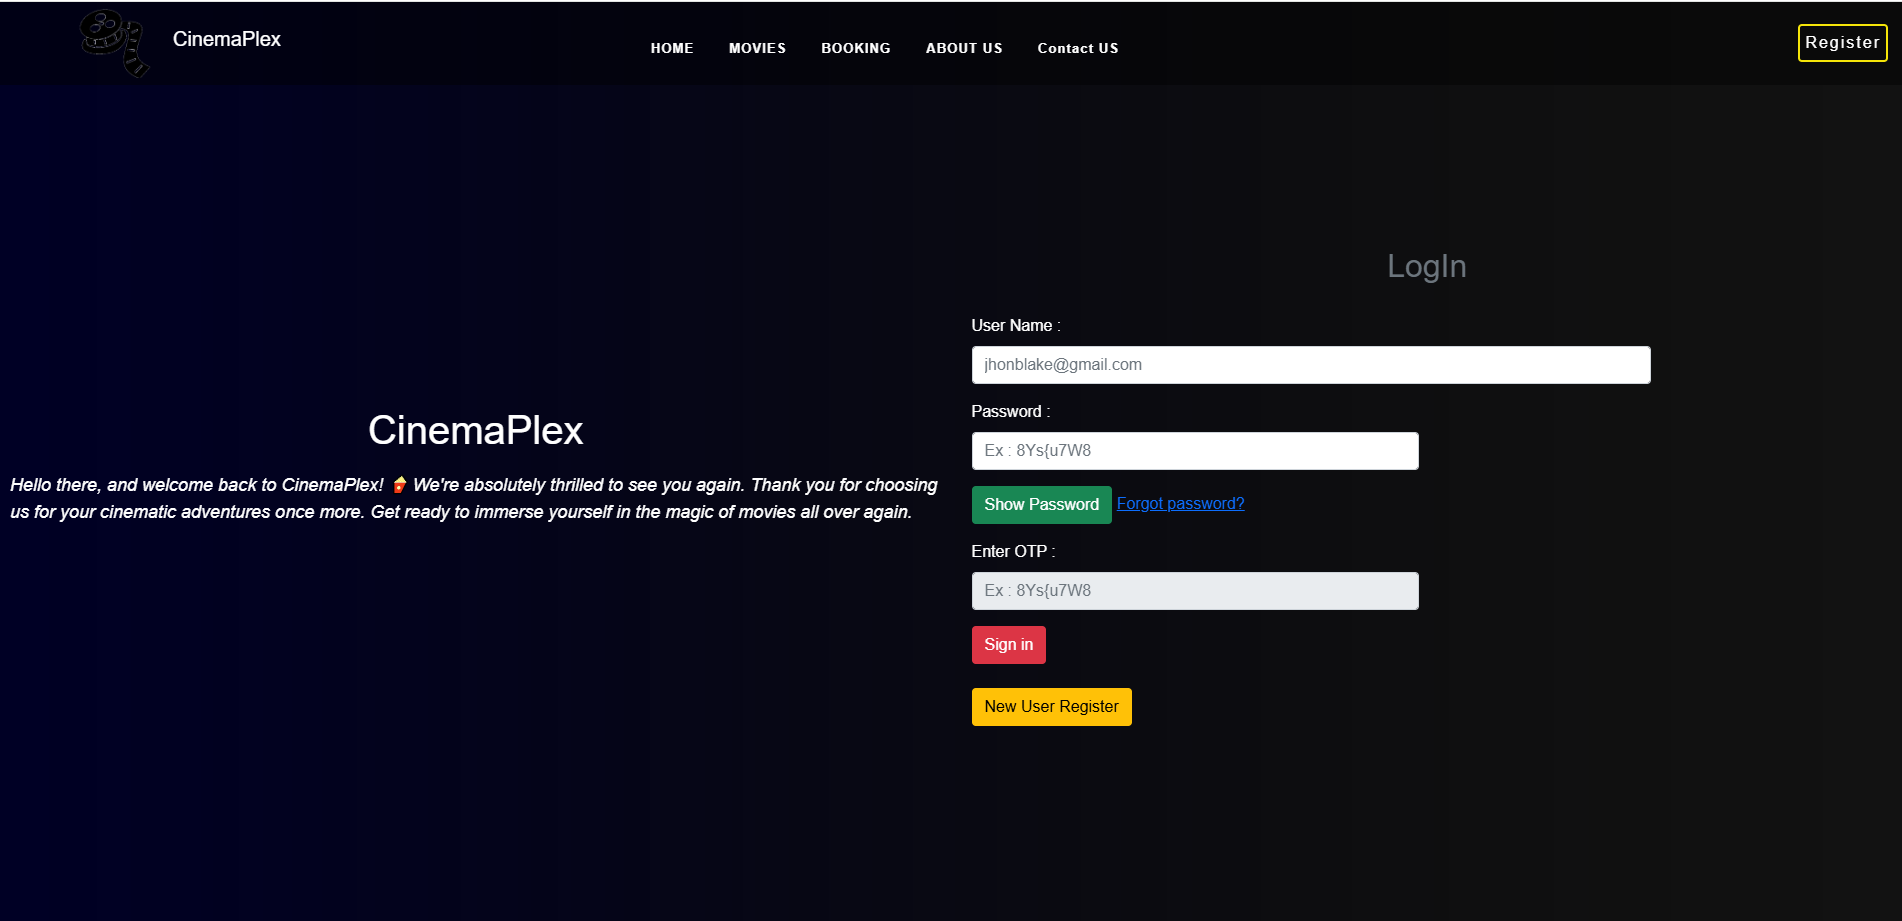 CinemaPlex
HOME MOVIES BOOKING ABOUT US Contact US
Register
CinemaPlex
Hello there, and welcome back to CinemaPlex! 🍟 We're absolutely thrilled to see you again. Thank you for choosing
us for your cinematic adventures once more. Get ready to immerse yourself in the magic of movies all over again.
LogIn
User Name :
jhonblake@gmail.com
Password :
Ex : 8Ys{u7W8
Show Password Forgot password?
Enter OTP :
Ex : 8Ys{u7W8
Sign in
New User Register